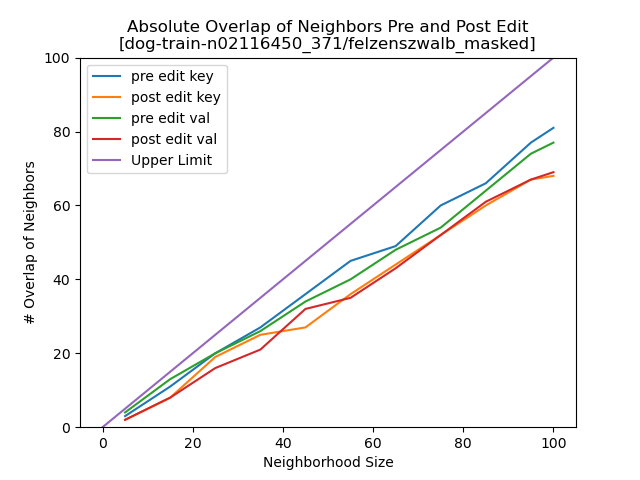 Absolute Overlap of Neighbors Pre and Post Edit
[dog-train-n02116450_371/felzenszwalb_masked]
100
80
60
40
20
0
# Overlap of Neighbors
pre edit key
post edit key
pre edit val
post edit val
Upper Limit
0 20 40 60 80 100
Neighborhood Size